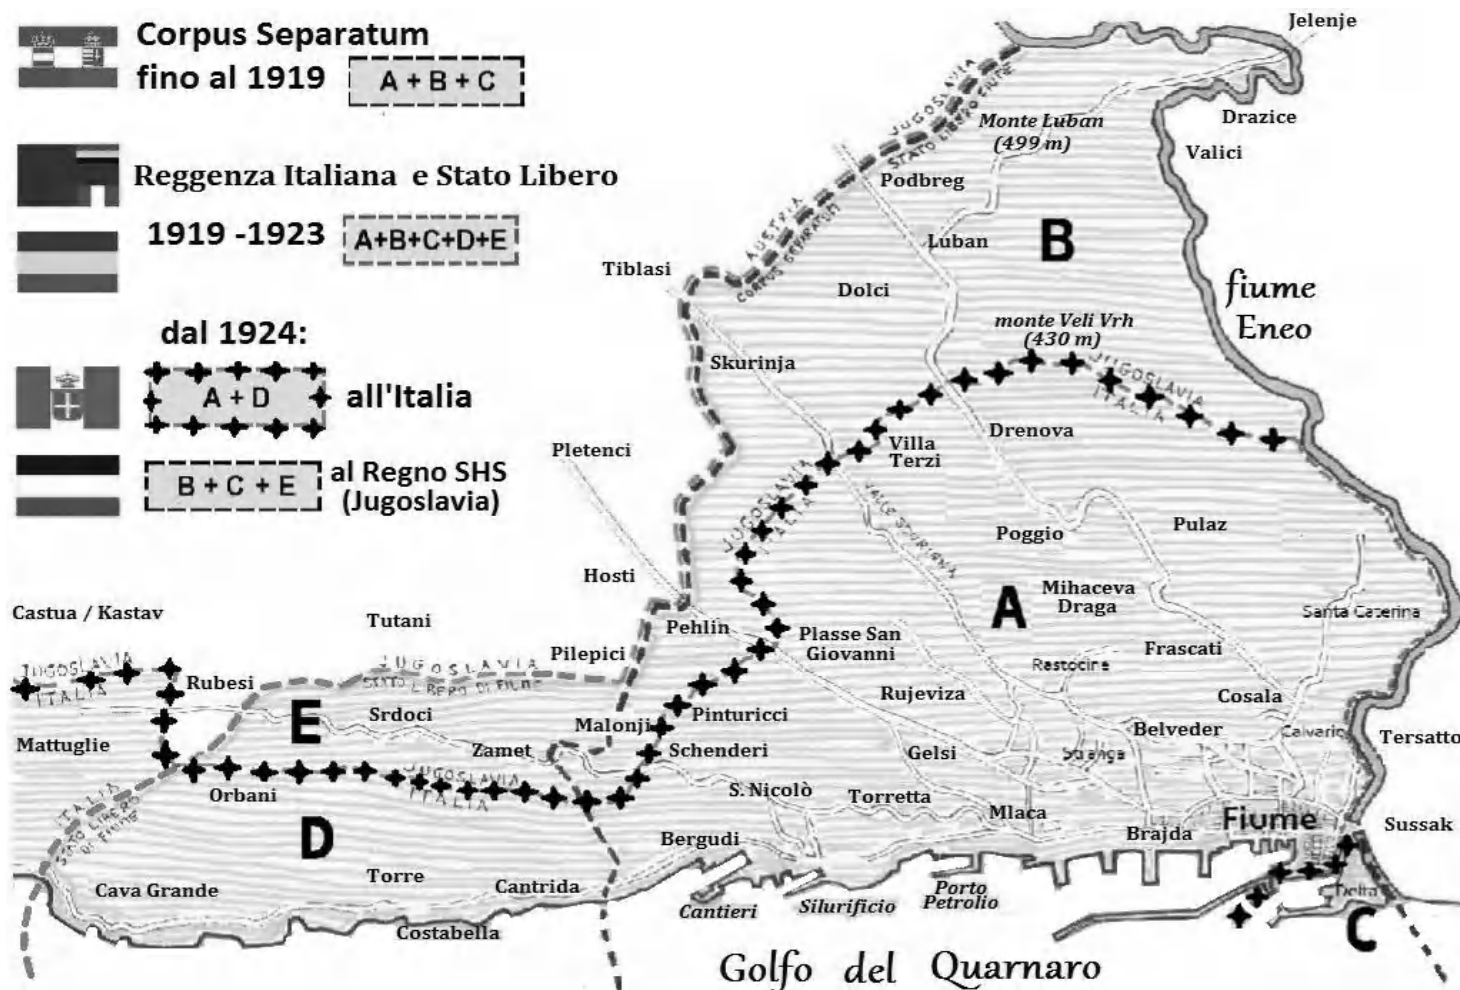 Corpus Separatum
fino al 1919
A + B + C
Reggenza Italiana e Stato Libero
1919 -1923
A+B+C+D+E
dal 1924:
A + D
all'Italia
B + C + E
al Regno SHS
(Jugoslavia)
Jelenje
Drazice
Valici
Monte Luban
(499 m)
JUGOSLAVIA
STATO LIBERO FIUME
Podbreg
AUSTRIA
CORPUS SEPARATUM
Luban
B
Tiblasi
Dolci
fiume
Eneo
monte Veli Vrh
(430 m)
Skurinja
JUGOSLAVIA
ITALIA
Drenova
Villa
Terzi
Pletenci
JUGOSLAVIA
ITALIA
VALLE SCURIGNA
Poggio
Pulaz
Hosti
Mihaceva
Draga
A
Santa Caterina
Castua / Kastav
Tutani
Pehlin
Plasse San
Giovanni
Pilepici
Frascati
Rastocine
JUGOSLAVIA
ITALIA
Rubesi
JUGOSLAVIA
STATO LIBERO DI FIUME
Rujeviza
Cosala
E
Srdoci
Malonji
Pinturicci
Belveder
Calvario
Tersatto
Mattuglie
Zamet
Schenderi
Gelsi
Orbani
JUGOSLAVIA
ITALIA
S. Nicolò
Torretta
Mlaca
ITALIA
STATO LIBERO
DI FIUME
D
Bergudi
Brajda
Fiume
Sussak
Cava Grande
Torre
Cantrida
Cantieri
Silurificio
Porto
Petrolio
Delta
C
Costabella
Golfo del Quarnaro